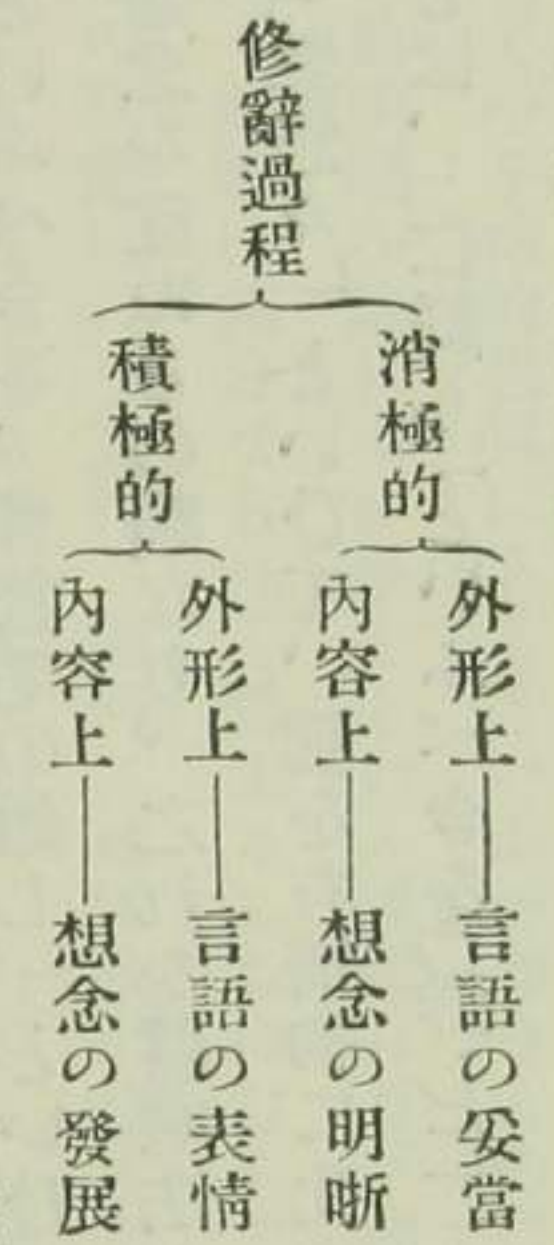 修辭過程
消極的
外形上――言語の妥當
內容上――想念の明晰
積極的
外形上――言語の表情
內容上――想念の發展